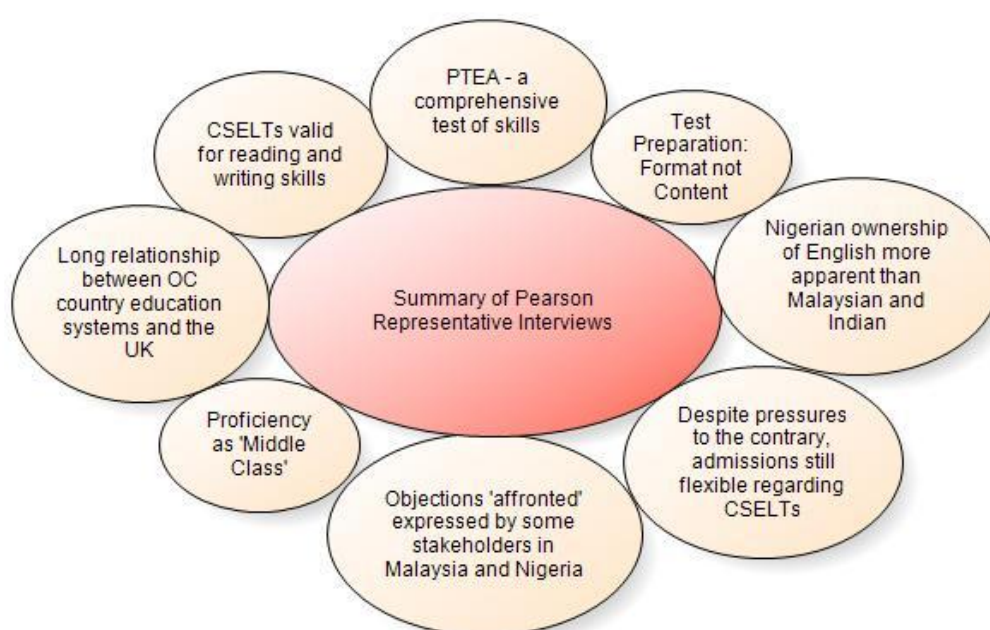 PTEA - a
comprehensive
test of skills
Test
Preparation:
Format not
Content
Nigerian ownership
of English more
apparent than
Malaysian and
Indian
Despite pressures
to the contrary,
admissions still
flexible regarding
CSELTs
Objections 'affronted'
expressed by some
stakeholders in
Malaysia and Nigeria
Proficiency
as 'Middle
Class'
Long relationship
between OC
country education
systems and the
UK
CSELTs valid
for reading and
writing skills
Summary of Pearson
Representative Interviews